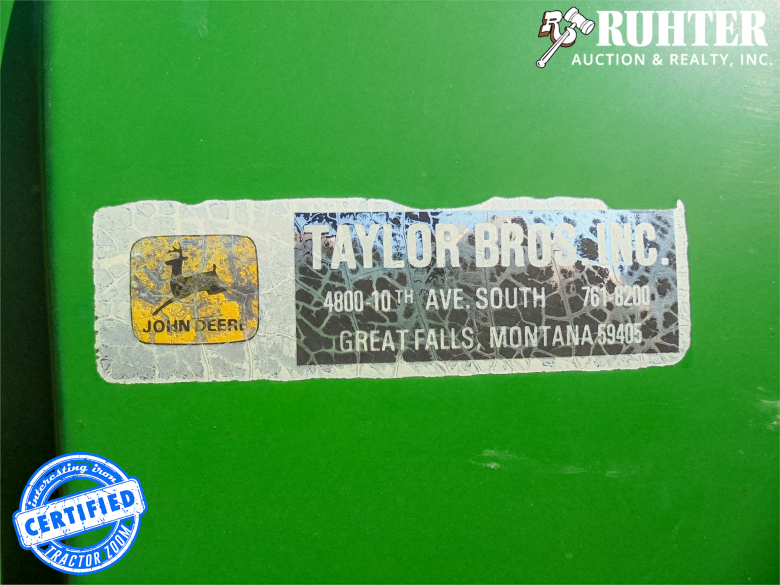 RUHTER
AUCTION & REALTY, INC.
TAYLOR BROS. INC.
4800-10TH AVE. SOUTH 761-8200
GREAT FALLS, MONTANA 59405
JOHN DEERE
interesting iron
CERTIFIED
TRACTOR ZOOM